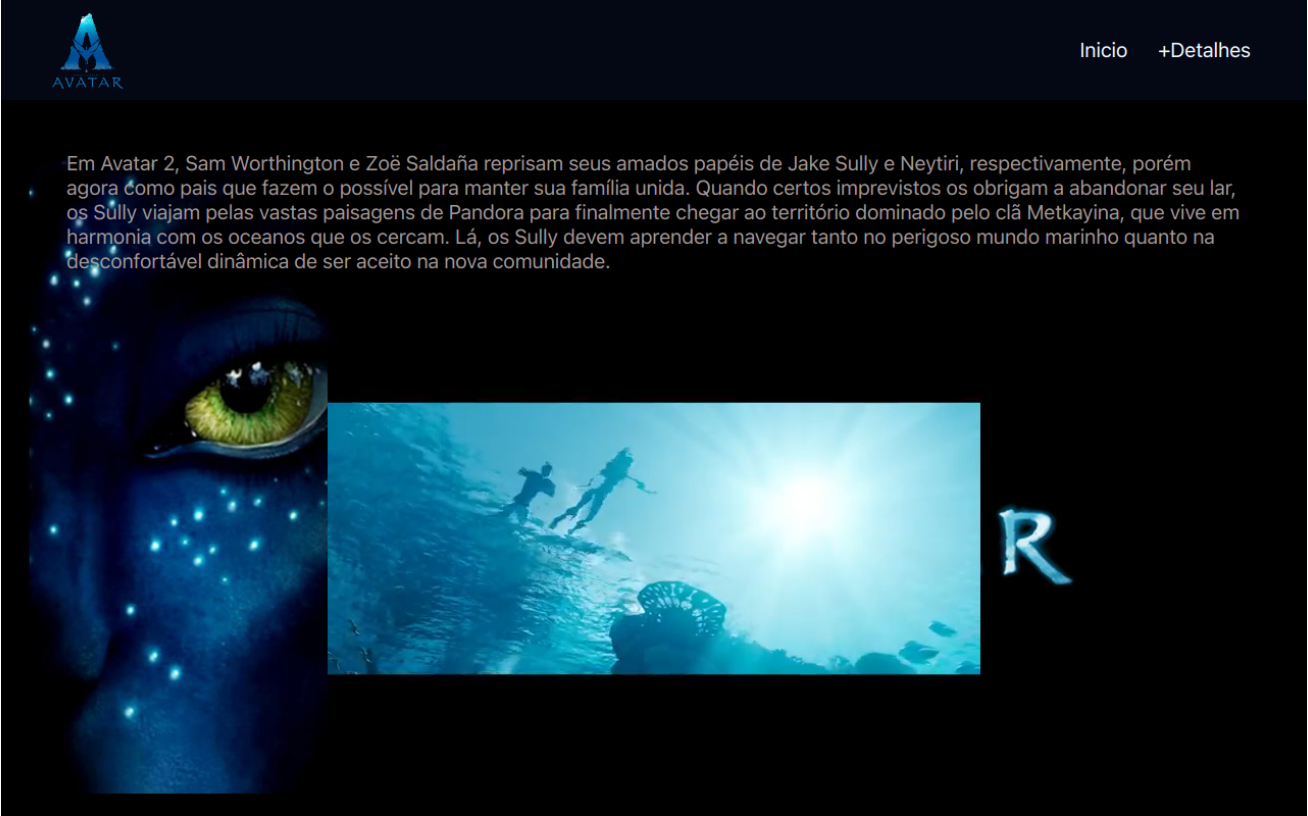 AVATAR
Inicio +Detalhes
Em Avatar 2, Sam Worthington e Zoë Saldaña reprisam seus amados papéis de Jake Sully e Neytiri, respectivamente, porém
agora como pais que fazem o possível para manter sua família unida. Quando certos imprevistos os obrigam a abandonar seu lar,
os Sully viajam pelas vastas paisagens de Pandora para finalmente chegar ao território dominado pelo clã Metkayina, que vive em
harmonia com os oceanos que os cercam. Lá, os Sully devem aprender a navegar tanto no perigoso mundo marinho quanto na
desconfortável dinâmica de ser aceito na nova comunidade.
R